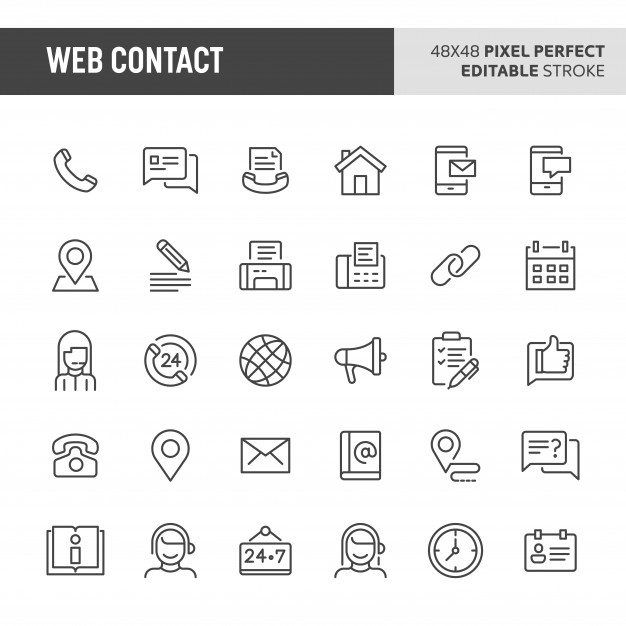 WEB CONTACT
48X48 PIXEL PERFECT
EDITABLE STROKE
24
@
?
i
24•7